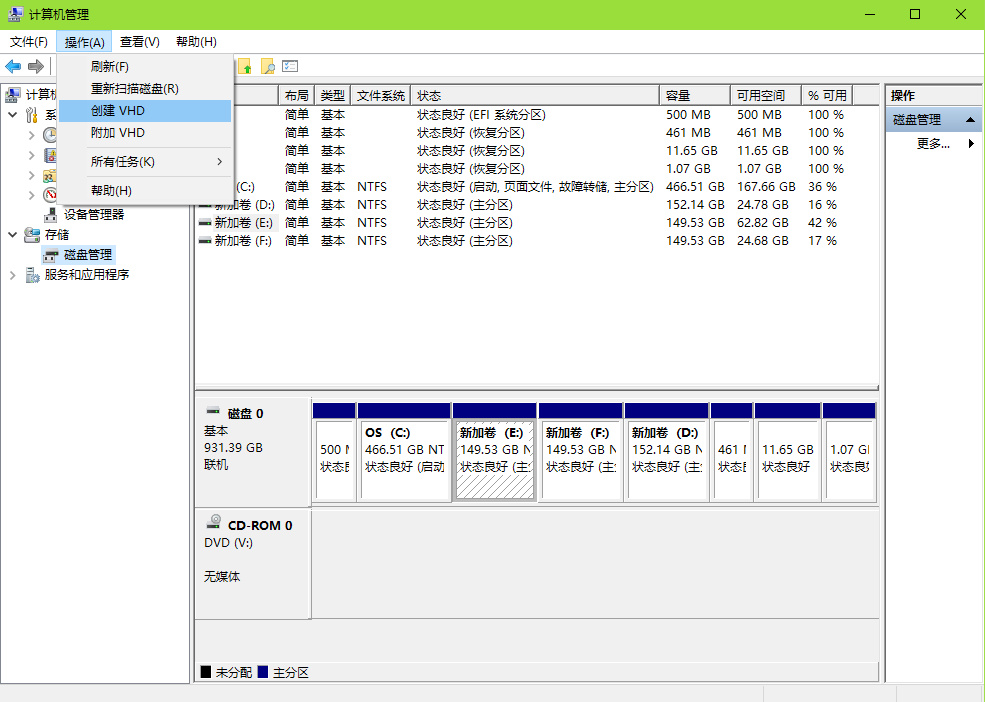 计算机管理
文件(F) 操作(A) 查看(V) 帮助(H)
刷新(F)
重新扫描磁盘(R)
创建 VHD
附加 VHD
所有任务(K)
帮助(H)
计算机
系
设备管理器
存储
磁盘管理
服务和应用程序
布局 类型 文件系统 状态 容量 可用空间 % 可用
简单 基本 状态良好 (EFI 系统分区) 500 MB 500 MB 100 %
简单 基本 状态良好 (恢复分区) 461 MB 461 MB 100 %
简单 基本 状态良好 (恢复分区) 11.65 GB 11.65 GB 100 %
简单 基本 状态良好 (恢复分区) 1.07 GB 1.07 GB 100 %
(C:) 简单 基本 NTFS 状态良好 (启动, 页面文件, 故障转储, 主分区) 466.51 GB 167.66 GB 36 %
新加卷 (D:) 简单 基本 NTFS 状态良好 (主分区) 152.14 GB 24.78 GB 16 %
新加卷 (E:) 简单 基本 NTFS 状态良好 (主分区) 149.53 GB 62.82 GB 42 %
新加卷 (F:) 简单 基本 NTFS 状态良好 (主分区) 149.53 GB 24.68 GB 17 %
操作
磁盘管理
更多...
磁盘 0
基本
931.39 GB
联机
500
状态
OS (C:)
466.51 GB NT
状态良好 (启动
新加卷 (E:)
149.53 GB N
状态良好 (主
新加卷 (F:)
149.53 GB N
状态良好 (主
新加卷 (D:)
152.14 GB N
状态良好 (主
461
状态
11.65 GB
状态良好
1.07 G
状态良
CD-ROM 0
DVD (V:)
无媒体
未分配 主分区